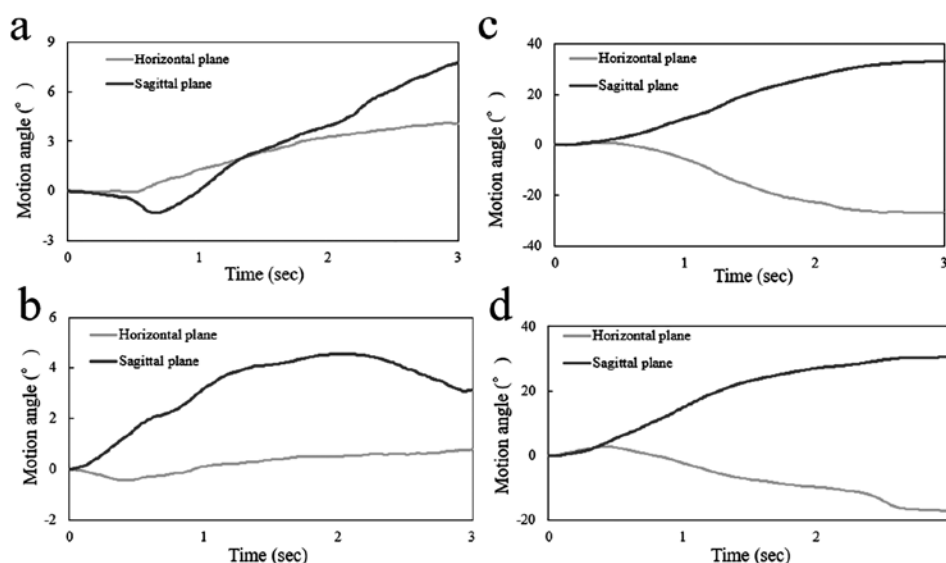 a
9
6
3
0
-3
Motion angle (°)
Horizontal plane
Sagittal plane
0
1
2
3
Time (sec)
c
40
20
0
-20
-40
Motion angle (°)
Horizontal plane
Sagittal plane
0
1
2
3
Time (sec)
b
6
4
2
0
-2
Motion angle (°)
Horizontal plane
Sagittal plane
0
1
2
3
Time (sec)
d
40
20
0
-20
Motion angle (°)
Horizontal plane
Sagittal plane
0
1
2
3
Time (sec)